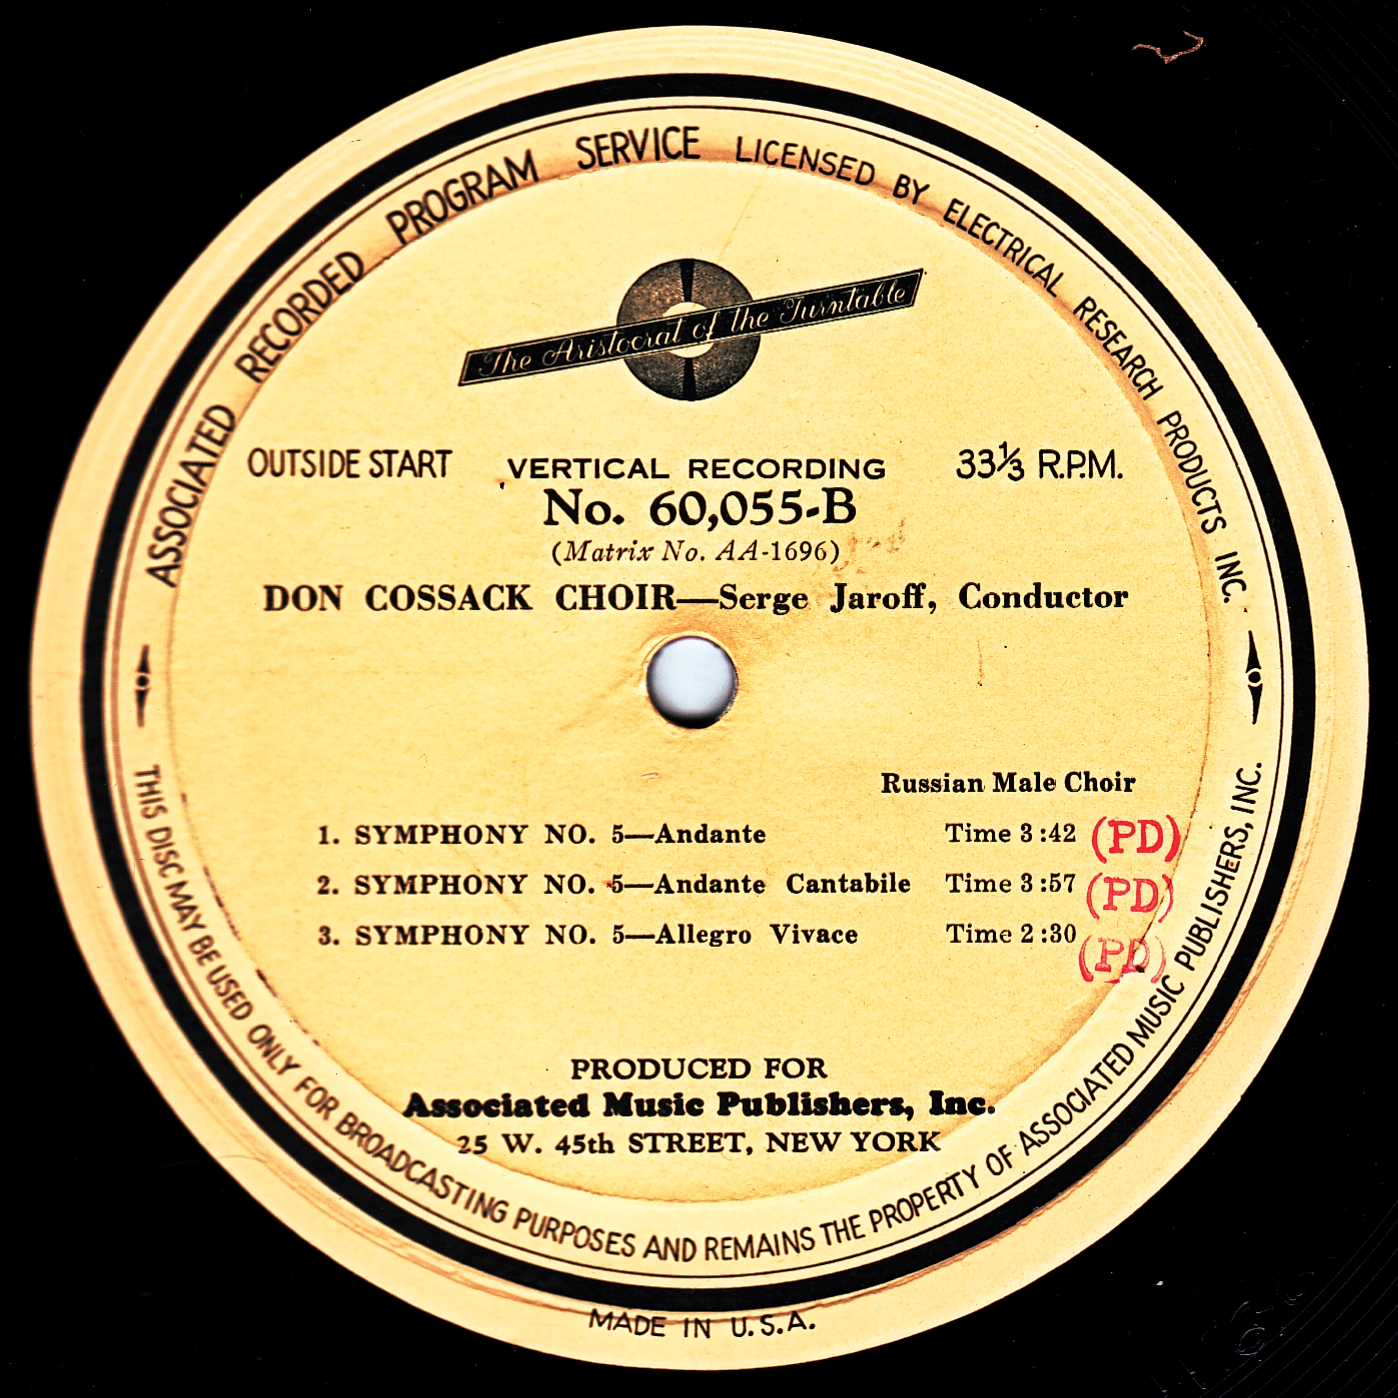 ASSOCIATED RECORDED PROGRAM SERVICE LICENSED BY ELECTRICAL RESEARCH PRODUCTS INC.
The Aristocrat of the Turntable
OUTSIDE START VERTICAL RECORDING 33⅓ R.P.M.
No. 60,055-B
(Matrix No. AA-1696)
DON COSSACK CHOIR—Serge Jaroff, Conductor
Russian Male Choir
1. SYMPHONY NO. 5—Andante Time 3:42 (PD)
2. SYMPHONY NO. 5—Andante Cantabile Time 3:57 (PD)
3. SYMPHONY NO. 5—Allegro Vivace Time 2:30 (PD)
PRODUCED FOR
Associated Music Publishers, Inc.
25 W. 45th STREET, NEW YORK
THIS DISC MAY BE USED ONLY FOR BROADCASTING PURPOSES AND REMAINS THE PROPERTY OF ASSOCIATED MUSIC PUBLISHERS, INC.
MADE IN U.S.A.